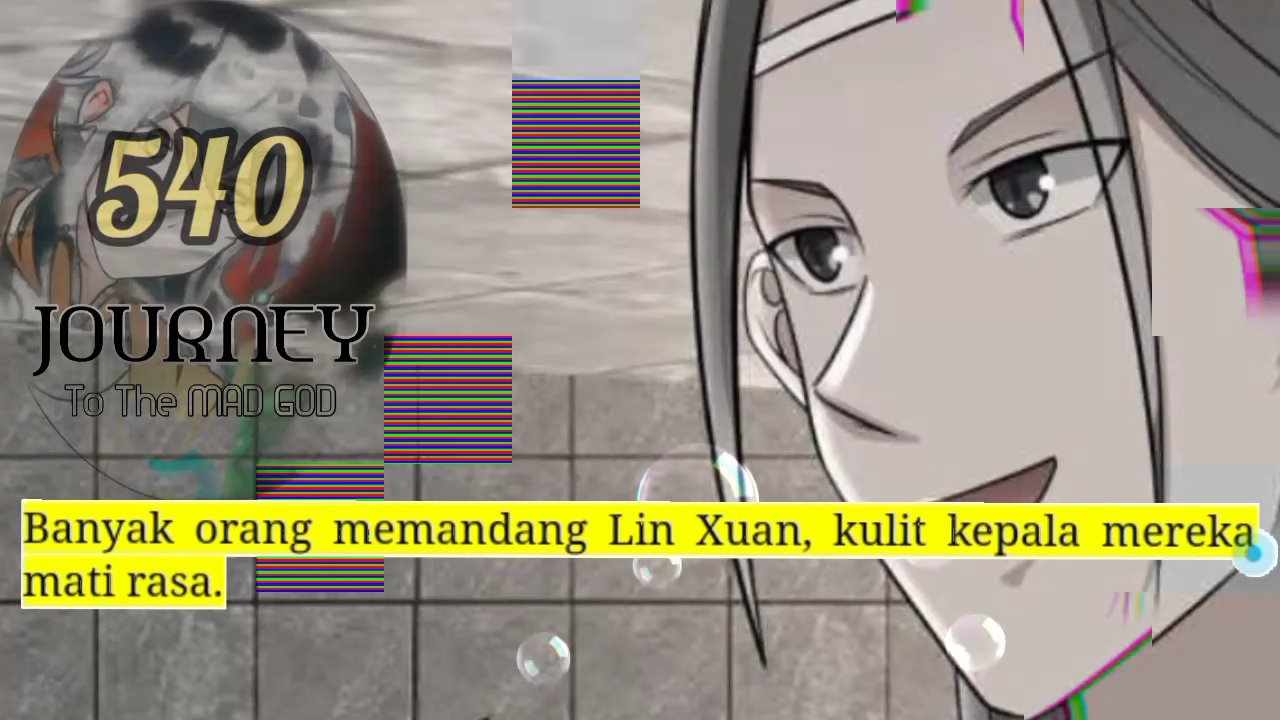 540
JOURNEY
To The MAD GOD
Banyak orang memandang Lin Xuan, kulit kepala mereka
mati rasa.